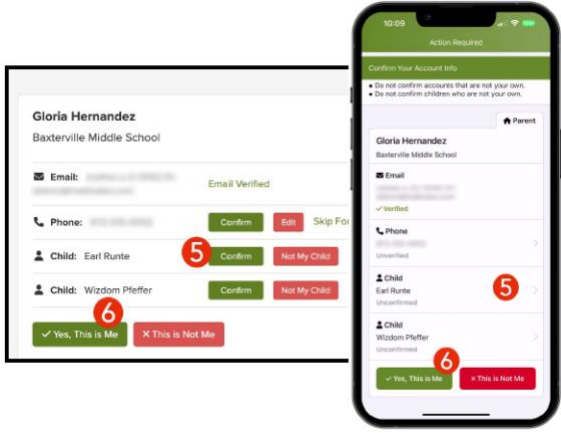 Gloria Hernandez
Baxterville Middle School
Email:
Email Verified
Phone:
Confirm
Edit
Skip For
5
Child: Earl Runte
Confirm
Not My Child
Child: Wizdom Pfeffer
Confirm
Not My Child
6
✓ Yes, This is Me
× This is Not Me
10:09
Action Required
Confirm Your Account Info
• Do not confirm accounts that are not your own.
• Do not confirm children who are not your own.
Parent
Gloria Hernandez
Baxterville Middle School
Email
✓ Verified
Phone
Unverified
Child
Earl Runte
Unconfirmed
5
Child
Wizdom Pfeffer
Unconfirmed
6
✓ Yes, This is Me
× This is Not Me